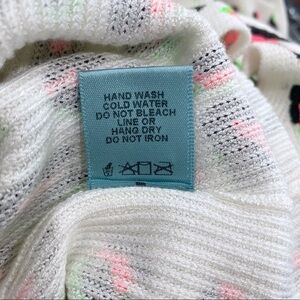 HAND WASH
COLD WATER
DO NOT BLEACH
LINE OR
HANG DRY
DO NOT IRON